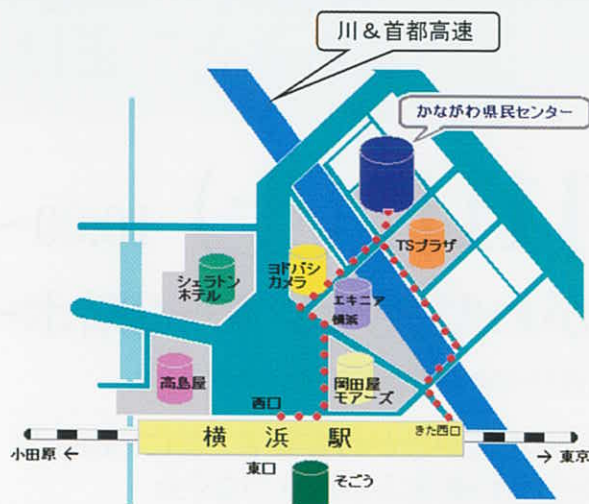 川＆首都高速
かながわ県民センター
TSプラザ
ヨドバシ
カメラ
シェラトン
ホテル
エキニア
横浜
高島屋
岡田屋
モアーズ
西口
横浜駅
きた西口
小田原 ←
→ 東京
東口
そごう